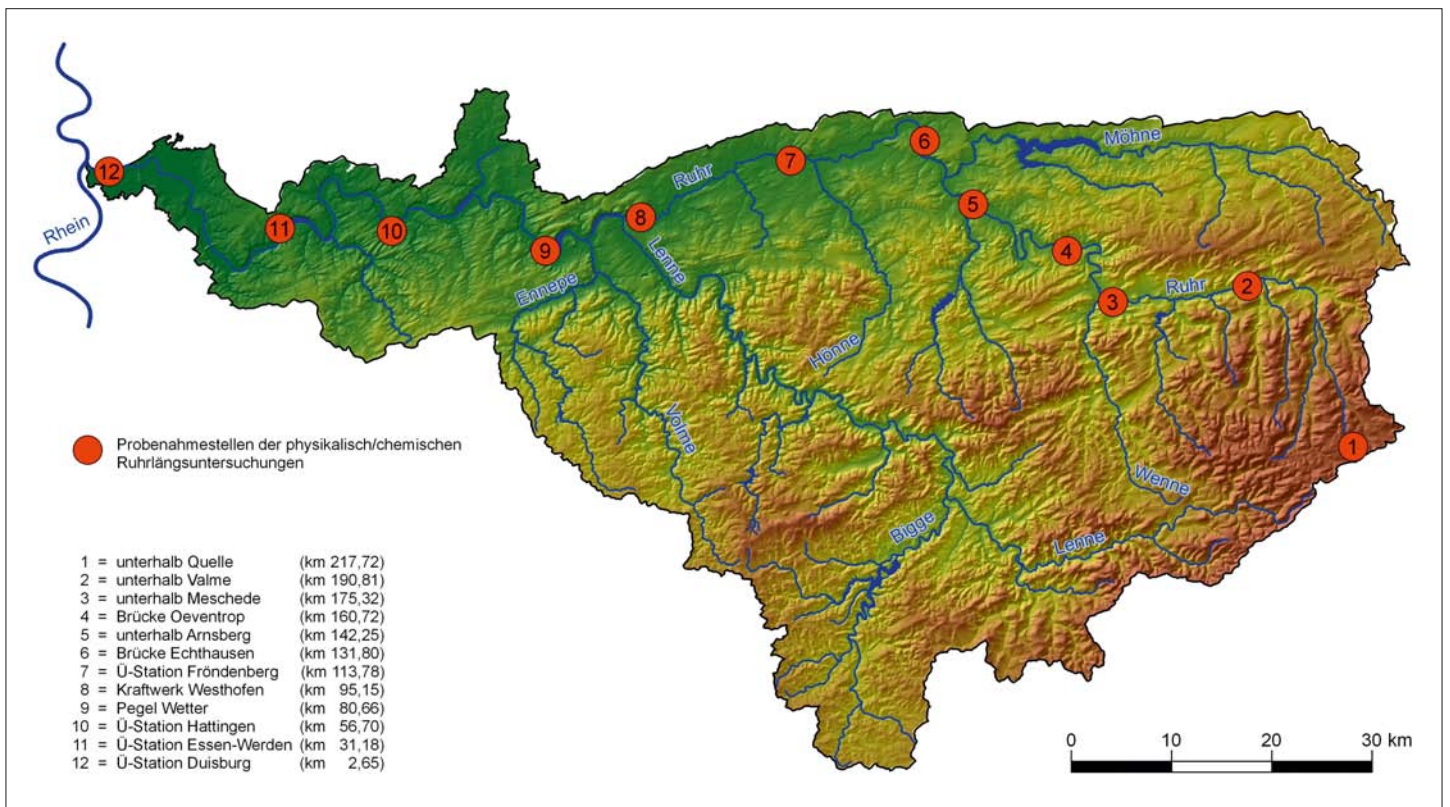 Möhne
Ruhr
Rhein
Lenne
Ennepe
Ruhr
Hönne
Volme
Wenne
Bigge
Lenne
12
11
10
9
8
7
6
5
4
3
2
1
Probenahmestellen der physikalisch/chemischen
Ruhrlängsuntersuchungen
1 = unterhalb Quelle (km 217,72)
2 = unterhalb Valme (km 190,81)
3 = unterhalb Meschede (km 175,32)
4 = Brücke Oeventrop (km 160,72)
5 = unterhalb Arnsberg (km 142,25)
6 = Brücke Echthausen (km 131,80)
7 = Ü-Station Fröndenberg (km 113,78)
8 = Kraftwerk Westhofen (km 95,15)
9 = Pegel Wetter (km 80,66)
10 = Ü-Station Hattingen (km 56,70)
11 = Ü-Station Essen-Werden (km 31,18)
12 = Ü-Station Duisburg (km 2,65)
0 10 20 30 km